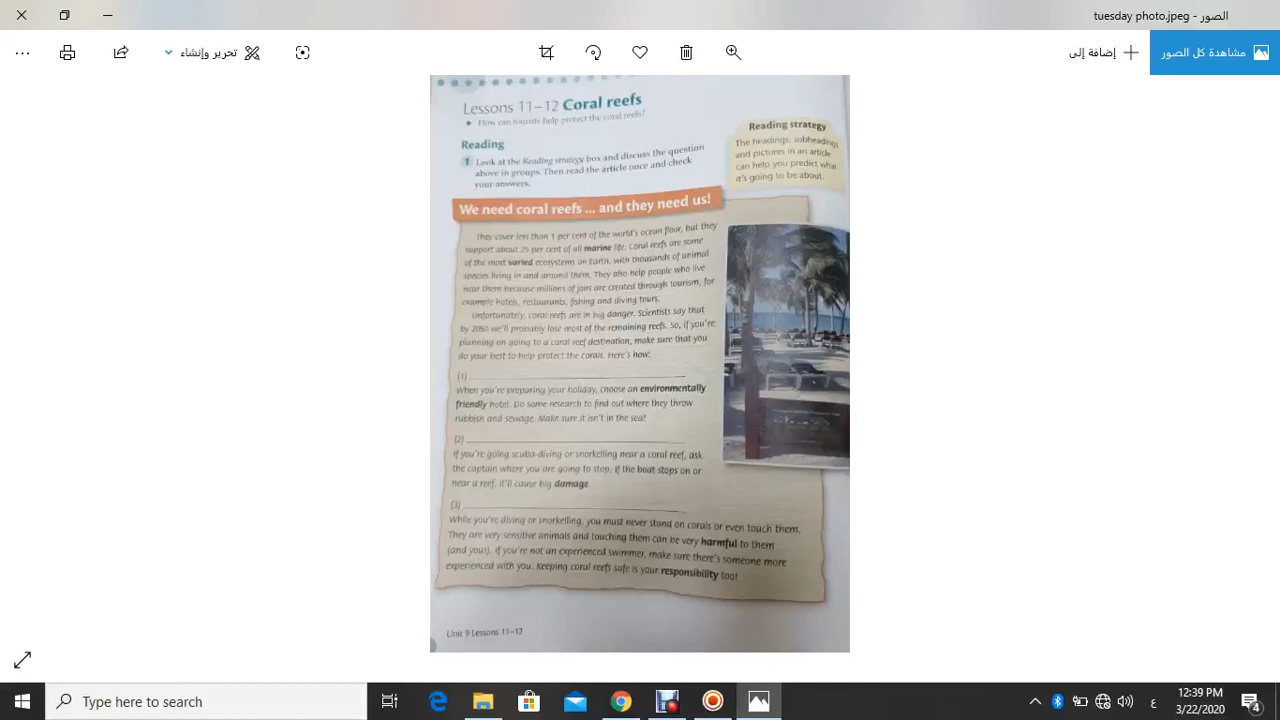 الصور - tuesday photo.jpeg
مشاهدة كل الصور
إضافة إلى
تحرير وإنشاء
Lessons 11–12 Coral reefs
How can tourists help protect the coral reefs?
Reading
1 Look at the Reading strategy box and discuss the question
above in groups. Then read the article once and check
your answers.
Reading strategy
The headings, subheadings
and pictures in an article
can help you predict what
it's going to be about.
We need coral reefs ... and they need us!
They cover less than 1 per cent of the world's ocean floor, but they
support about 25 per cent of all marine life. Coral reefs are some
of the most varied ecosystems on Earth, with thousands of animal
species living in and around them. They also help people who live
near them because millions of jobs are created through tourism, for
example hotels, restaurants, fishing and diving tours.
Unfortunately, coral reefs are in big danger. Scientists say that
by 2050 we'll probably lose most of the remaining reefs. So, if you're
planning on going to a coral reef destination, make sure that you
do your best to help protect the corals. Here's how:
(1)
When you're preparing your holiday, choose an environmentally
friendly hotel. Do some research to find out where they throw
rubbish and sewage. Make sure it isn't in the sea!
(2)
If you're going scuba-diving or snorkelling near a coral reef, ask
the captain where you are going to stop. If the boat stops on or
near a reef, it'll cause big damage.
(3)
While you're diving or snorkelling, you must never stand on corals or even touch them.
They are very sensitive animals and touching them can be very harmful to them
(and you!). If you're not an experienced swimmer, make sure there's someone more
experienced with you. Keeping coral reefs safe is your responsibility too!
Unit 9 Lessons 11–12
Type here to search
ع
12:39 PM
3/22/2020
4